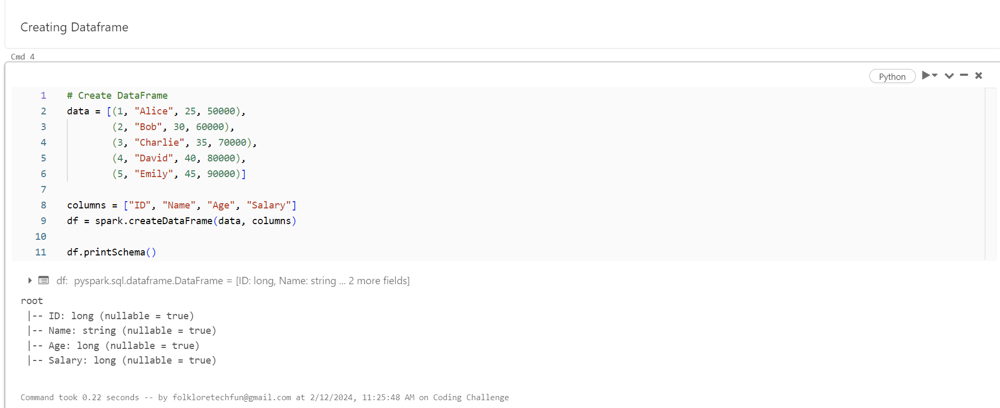 Creating Dataframe
Cmd 4
Python
1 # Create DataFrame
2 data = [(1, "Alice", 25, 50000),
3         (2, "Bob", 30, 60000),
4         (3, "Charlie", 35, 70000),
5         (4, "David", 40, 80000),
6         (5, "Emily", 45, 90000)]
7
8 columns = ["ID", "Name", "Age", "Salary"]
9 df = spark.createDataFrame(data, columns)
10
11 df.printSchema()
df: pyspark.sql.dataframe.DataFrame = [ID: long, Name: string ... 2 more fields]
root
 |-- ID: long (nullable = true)
 |-- Name: string (nullable = true)
 |-- Age: long (nullable = true)
 |-- Salary: long (nullable = true)
Command took 0.22 seconds -- by folkloretechfun@gmail.com at 2/12/2024, 11:25:48 AM on Coding Challenge